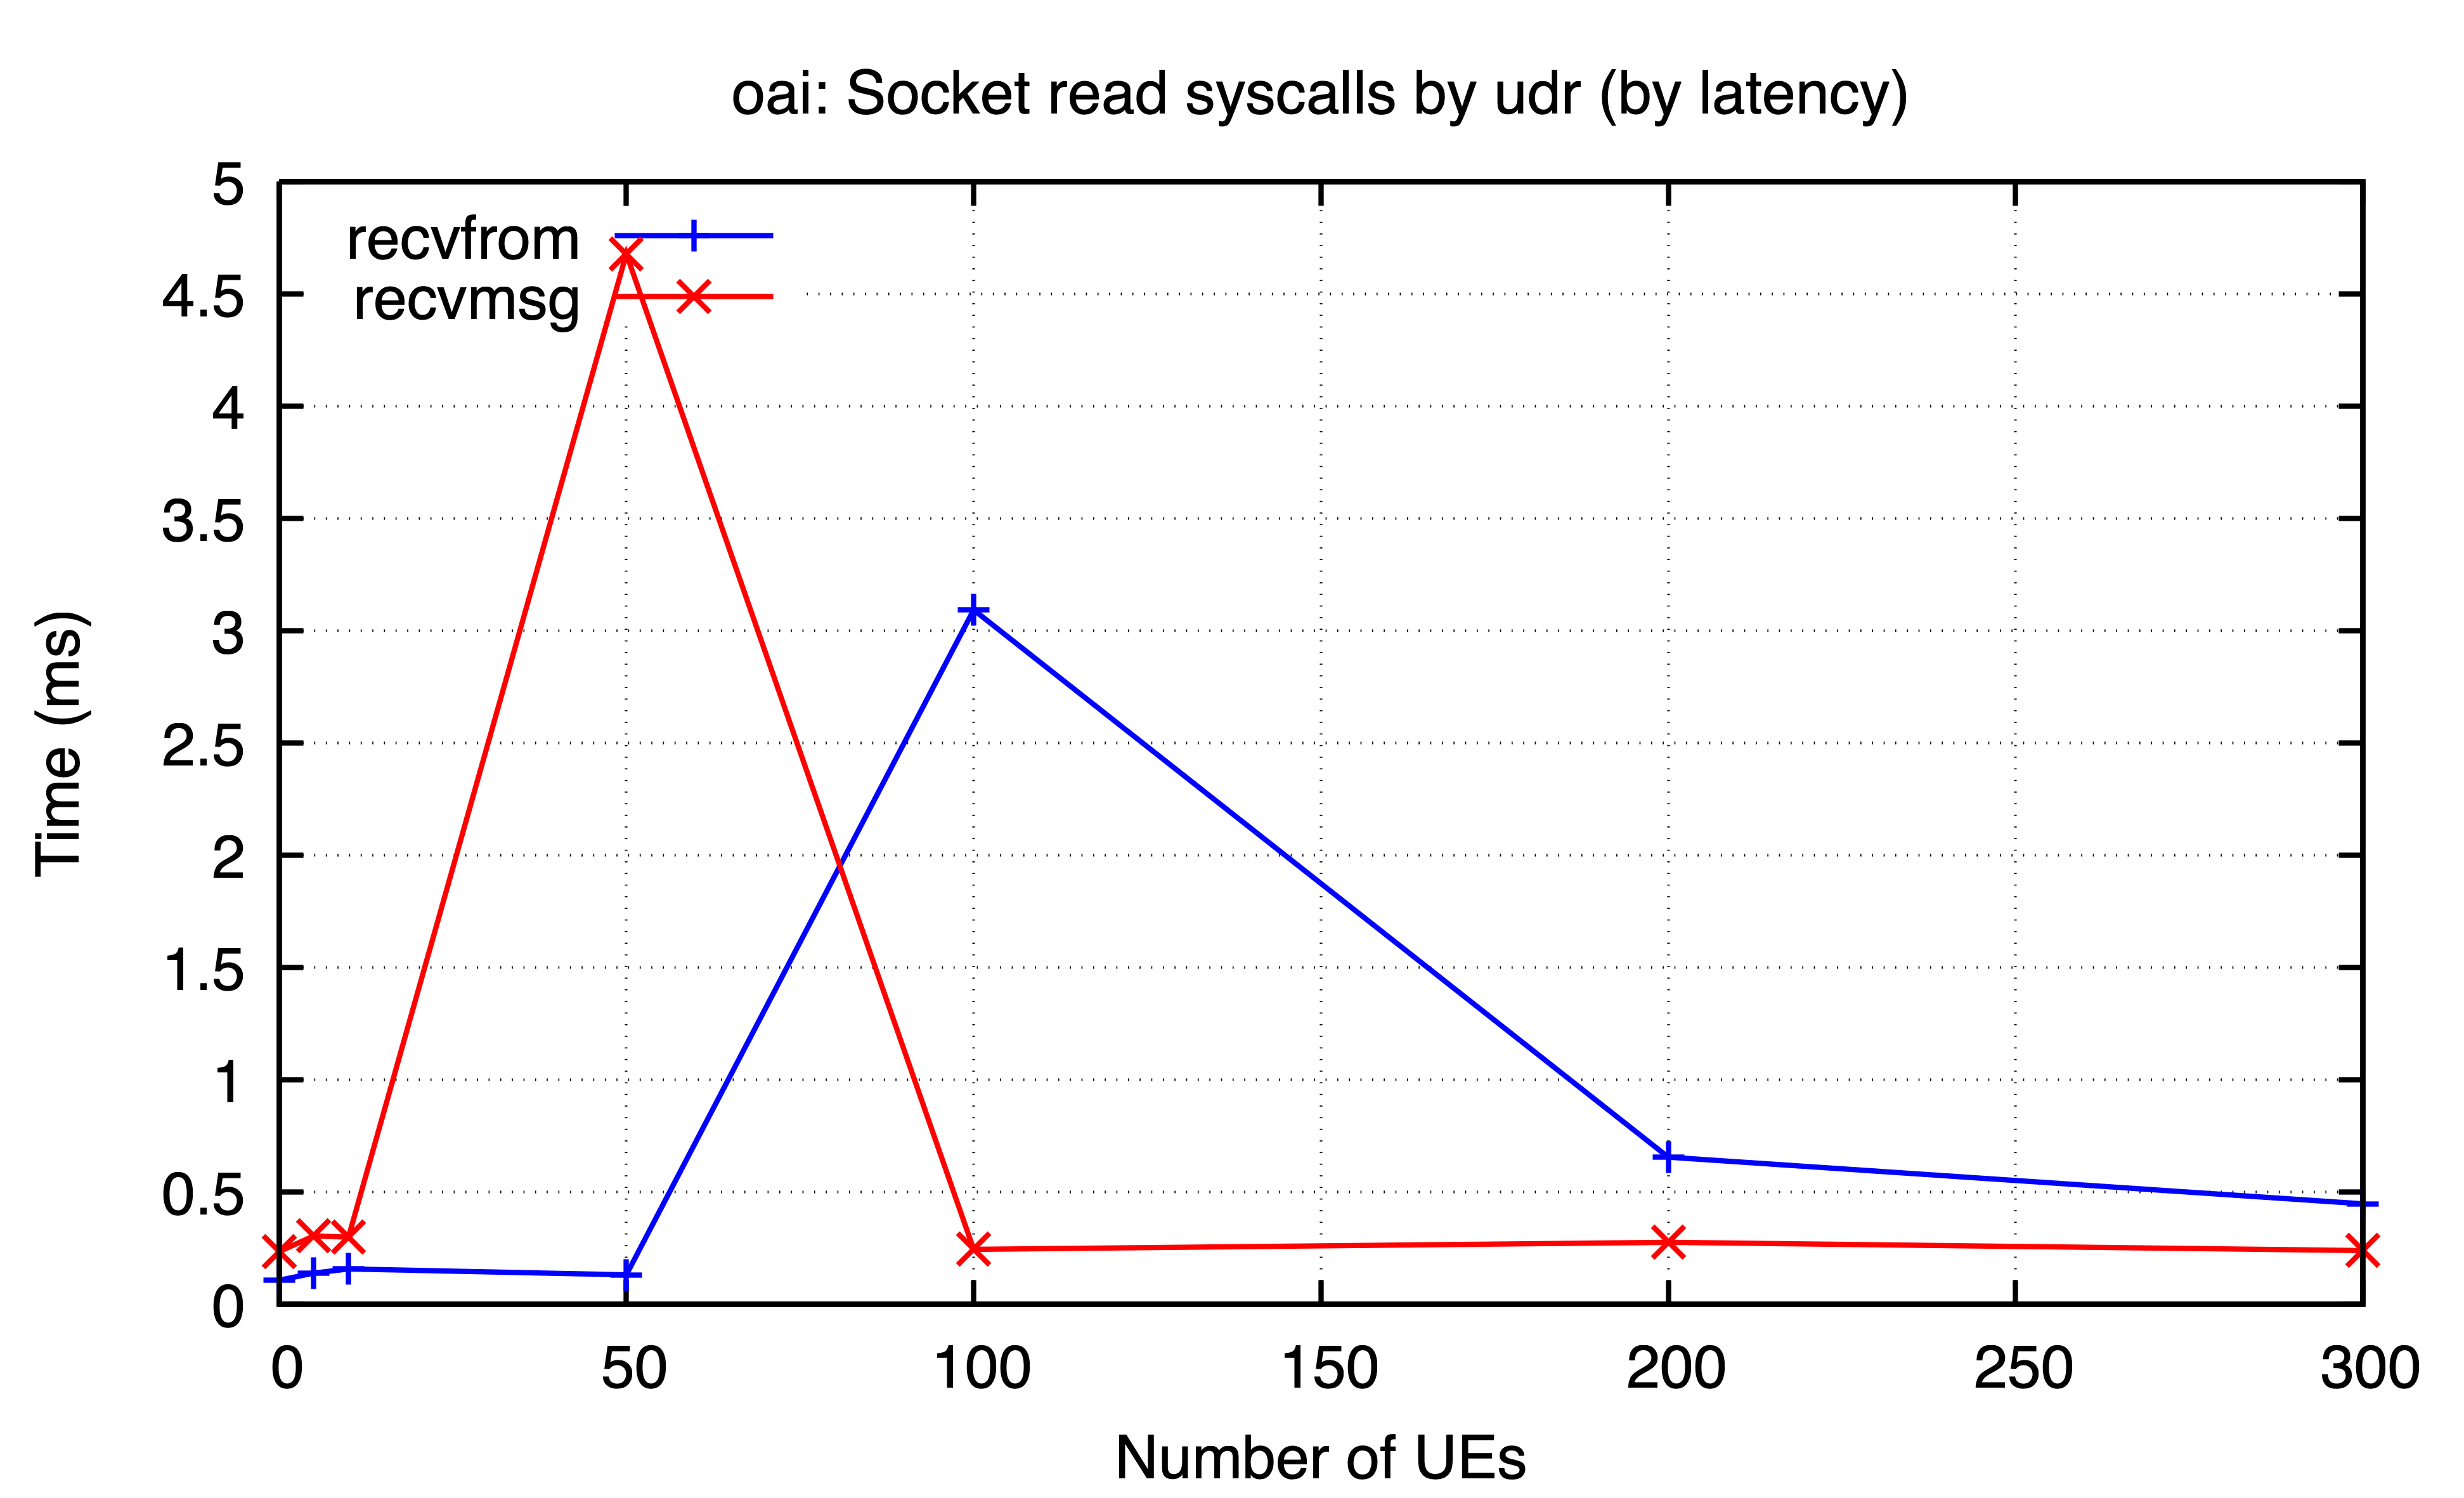 oai: Socket read syscalls by udr (by latency)
5
recvfrom
recvmsg
4.5
4
3.5
3
2.5
2
1.5
1
0.5
0
Time (ms)
0 50 100 150 200 250 300
Number of UEs